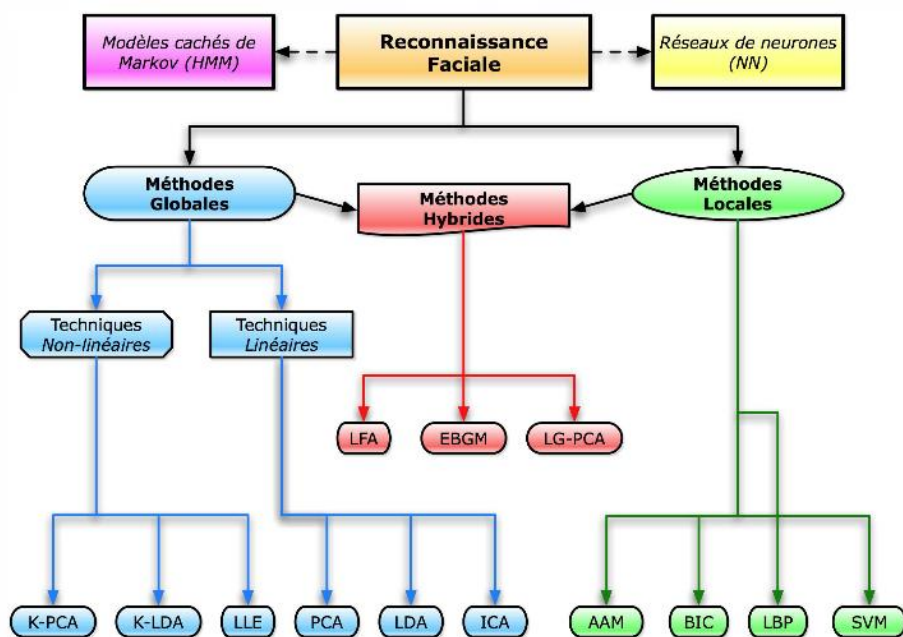 Modèles cachés de
Markov (HMM)
Reconnaissance
Faciale
Réseaux de neurones
(NN)
Méthodes
Globales
Méthodes
Hybrides
Méthodes
Locales
Techniques
Non-linéaires
Techniques
Linéaires
LFA
EBGM
LG-PCA
K-PCA
K-LDA
LLE
PCA
LDA
ICA
AAM
BIC
LBP
SVM